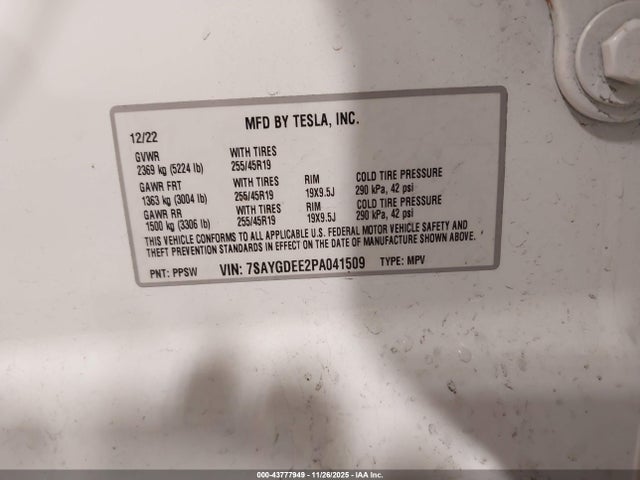 MFD BY TESLA, INC.
12/22
GVWR WITH TIRES
2369 kg (5224 lb) 255/45R19
GAWR FRT WITH TIRES RIM COLD TIRE PRESSURE
1363 kg (3004 lb) 255/45R19 19X9.5J 290 kPa, 42 psi
GAWR RR WITH TIRES RIM COLD TIRE PRESSURE
1500 kg (3306 lb) 255/45R19 19X9.5J 290 kPa, 42 psi
THIS VEHICLE CONFORMS TO ALL APPLICABLE U.S. FEDERAL MOTOR VEHICLE SAFETY AND
THEFT PREVENTION STANDARDS IN EFFECT ON THE DATE OF MANUFACTURE SHOWN ABOVE.
PNT: PPSW VIN: 7SAYGDEE2PA041509 TYPE: MPV
000-43777949 | 11/26/2025 - IAA Inc.